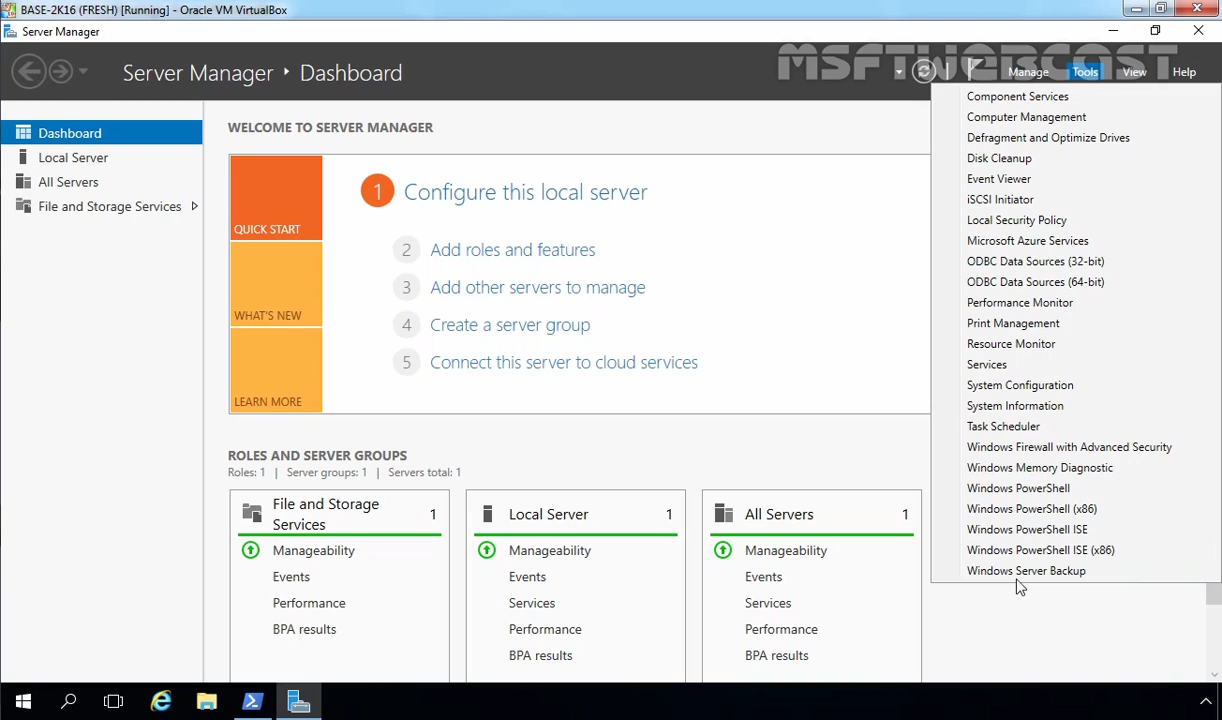 BASE-2K16 (FRESH) [Running] - Oracle VM VirtualBox
Server Manager
Server Manager ‣ Dashboard
MSFTWEBCAST
Manage Tools View Help
Dashboard
Local Server
All Servers
File and Storage Services
WELCOME TO SERVER MANAGER
QUICK START
WHAT'S NEW
LEARN MORE
1 Configure this local server
2 Add roles and features
3 Add other servers to manage
4 Create a server group
5 Connect this server to cloud services
ROLES AND SERVER GROUPS
Roles: 1 | Server groups: 1 | Servers total: 1
File and Storage
Services
1
Manageability
Events
Performance
BPA results
Local Server 1
Manageability
Events
Services
Performance
BPA results
All Servers 1
Manageability
Events
Services
Performance
BPA results
Component Services
Computer Management
Defragment and Optimize Drives
Disk Cleanup
Event Viewer
iSCSI Initiator
Local Security Policy
Microsoft Azure Services
ODBC Data Sources (32-bit)
ODBC Data Sources (64-bit)
Performance Monitor
Print Management
Resource Monitor
Services
System Configuration
System Information
Task Scheduler
Windows Firewall with Advanced Security
Windows Memory Diagnostic
Windows PowerShell
Windows PowerShell (x86)
Windows PowerShell ISE
Windows PowerShell ISE (x86)
Windows Server Backup